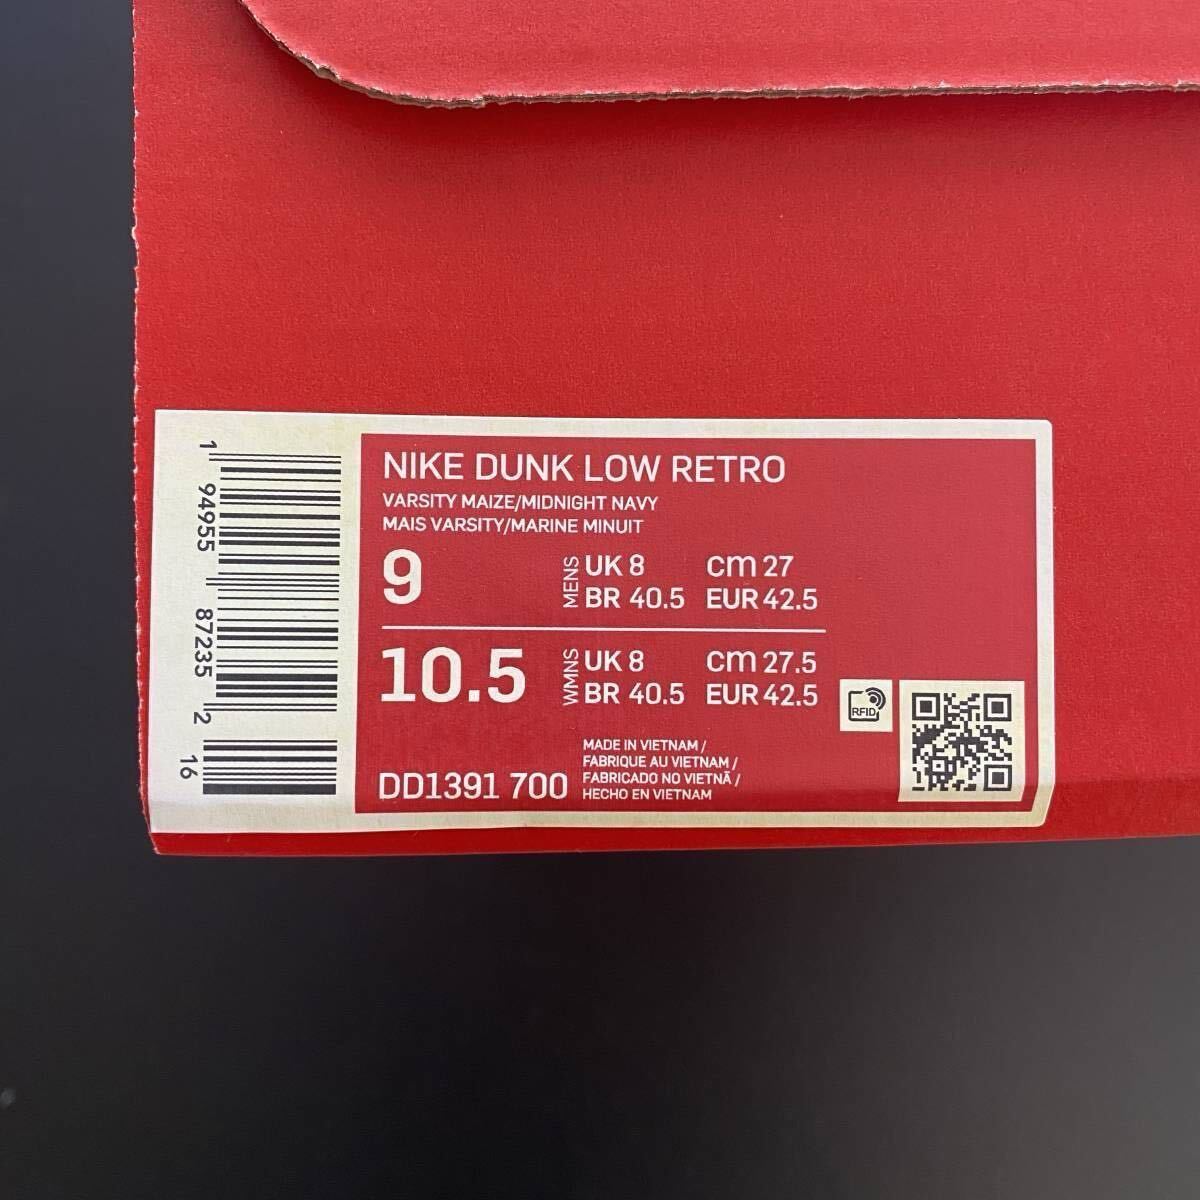 NIKE DUNK LOW RETRO
VARSITY MAIZE/MIDNIGHT NAVY
MAIS VARSITY/MARINE MINUIT
9 MENS UK 8 cm 27
BR 40.5 EUR 42.5
10.5 WMNS UK 8 cm 27.5
BR 40.5 EUR 42.5
DD1391 700
MADE IN VIETNAM /
FABRIQUE AU VIETNAM /
FABRICADO NO VIETNÃ /
HECHO EN VIETNAM
RFID
1 94955 87235 2
16